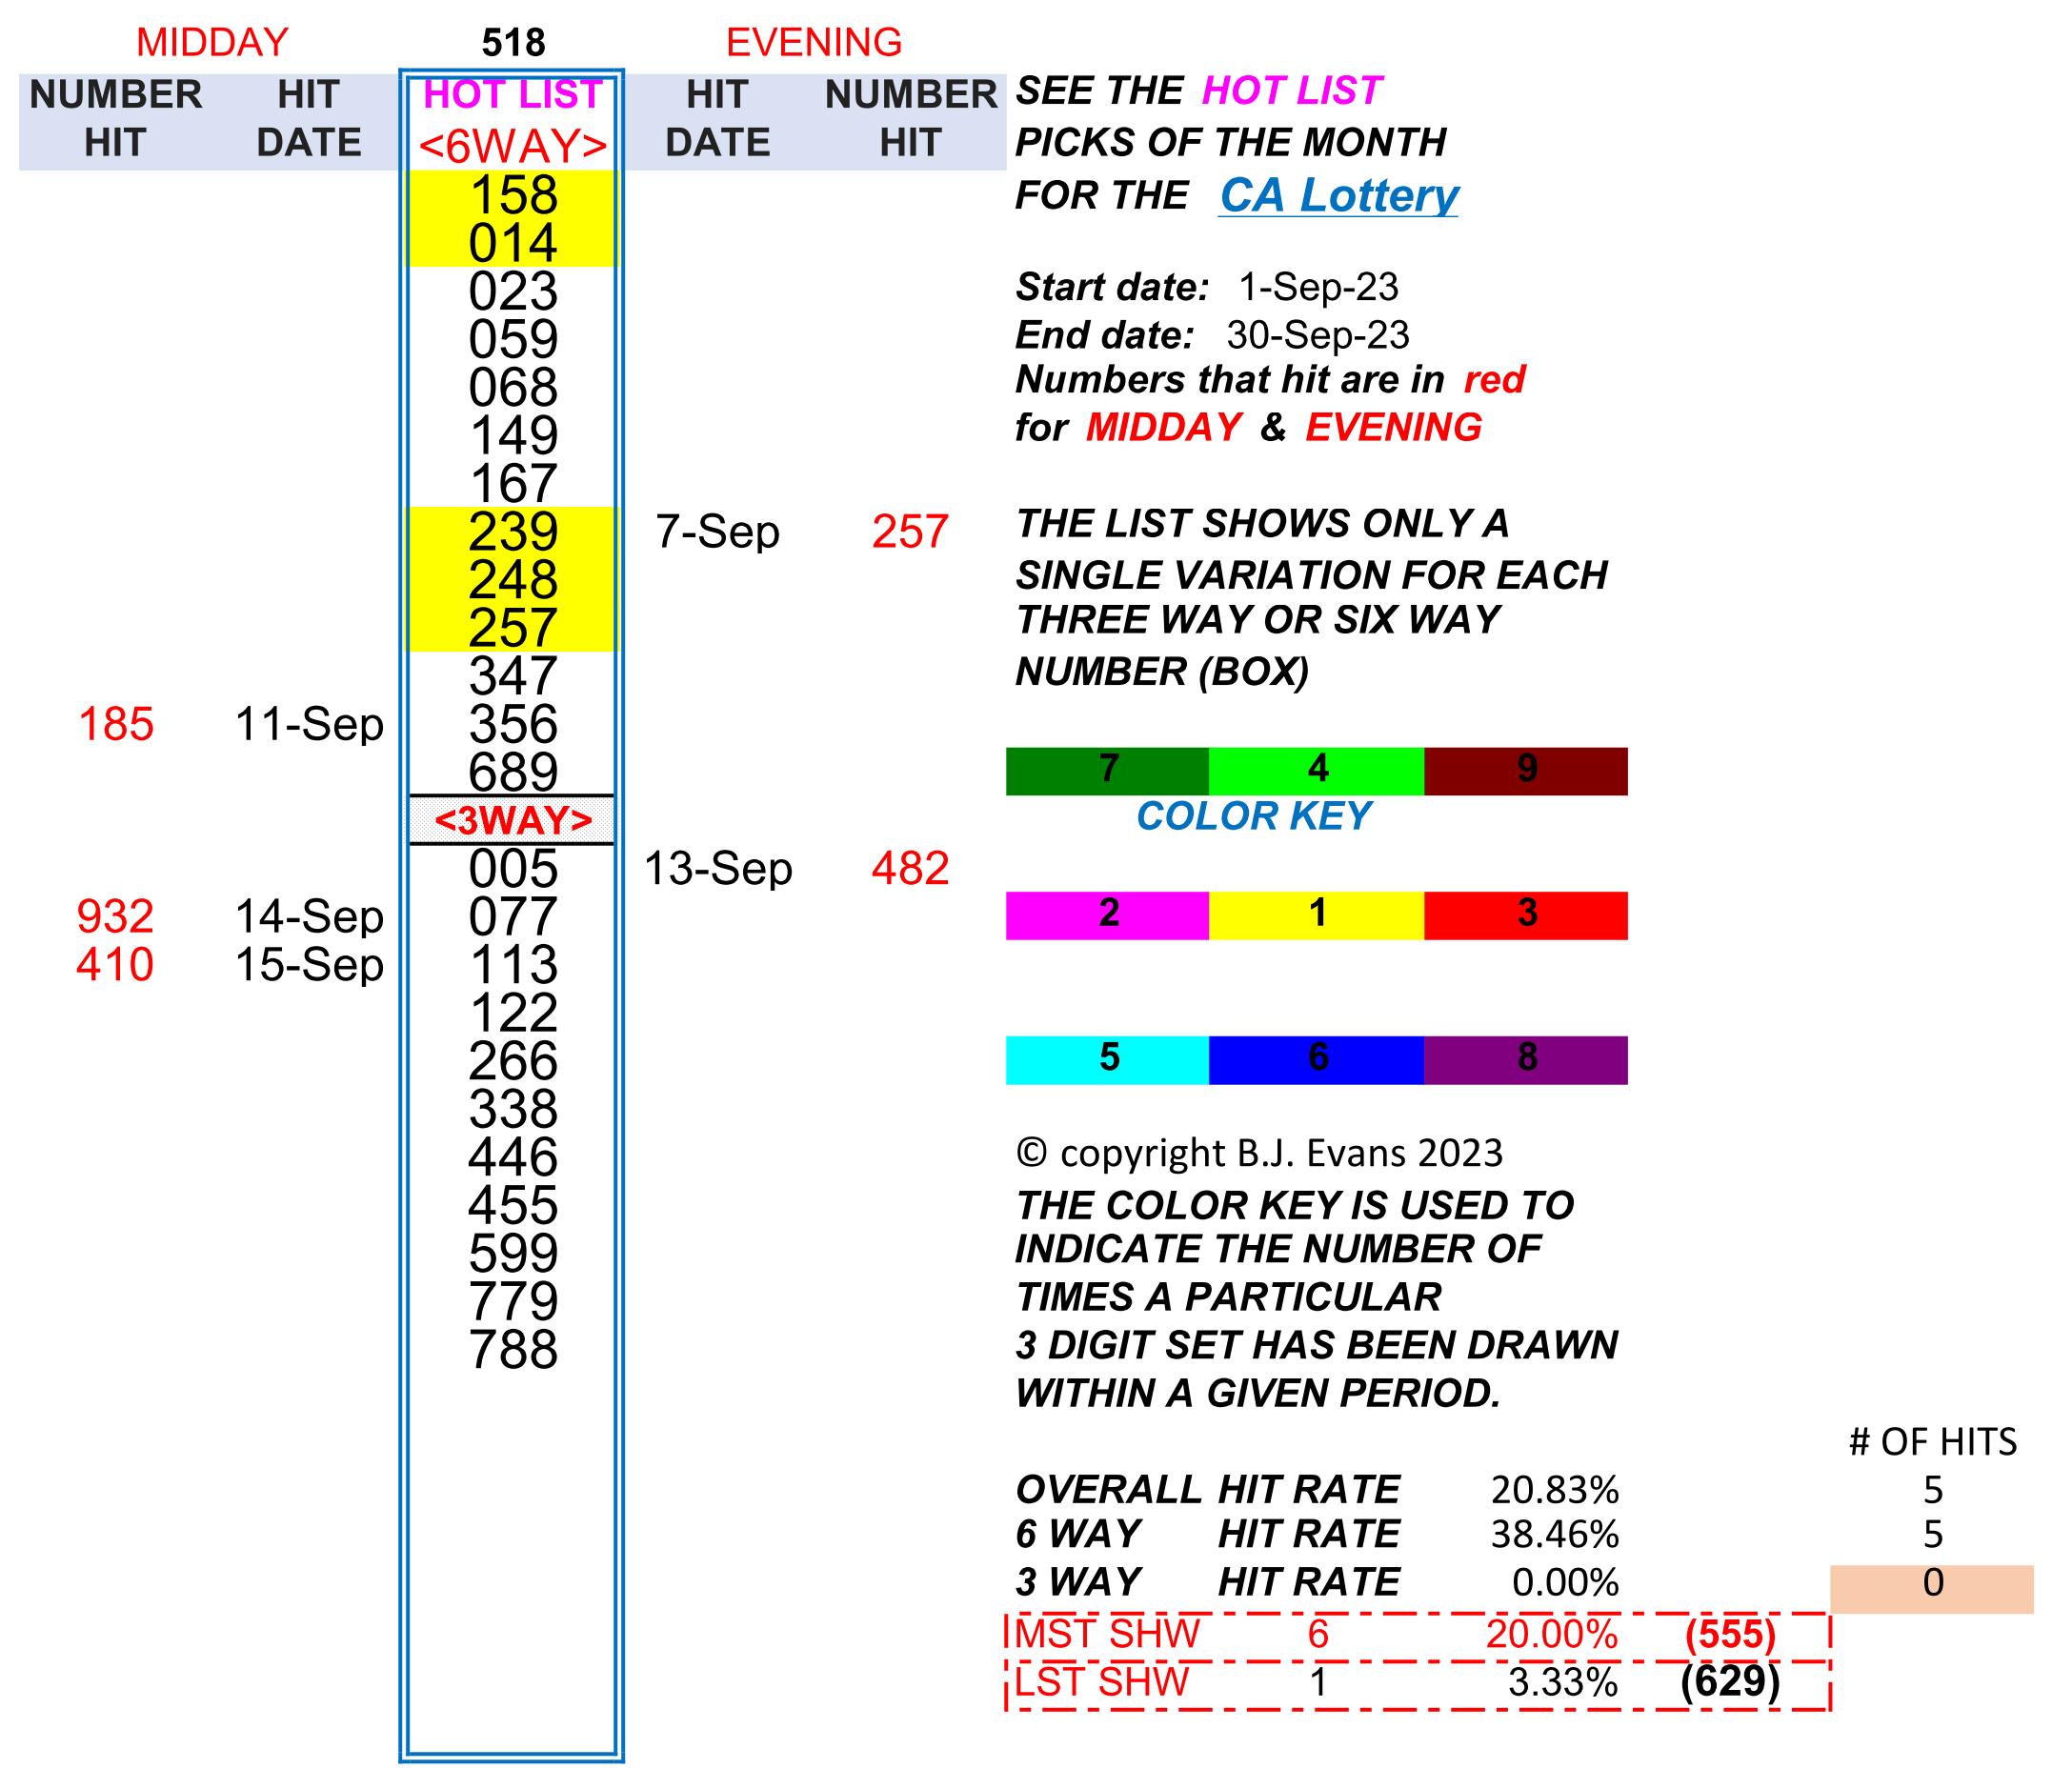 MIDDAY 518 EVENING
NUMBER HIT HOT LIST HIT NUMBER
HIT DATE <6WAY> DATE HIT
158
014
023
059
068
149
167
239 7-Sep 257
248
257
347
185 11-Sep 356
689
<3WAY>
005 13-Sep 482
932 14-Sep 077
410 15-Sep 113
122
266
338
446
455
599
779
788
SEE THE HOT LIST
PICKS OF THE MONTH
FOR THE CA Lottery
Start date: 1-Sep-23
End date: 30-Sep-23
Numbers that hit are in red
for MIDDAY & EVENING
THE LIST SHOWS ONLY A
SINGLE VARIATION FOR EACH
THREE WAY OR SIX WAY
NUMBER (BOX)
7 4 9
COLOR KEY
2 1 3
5 6 8
© copyright B.J. Evans 2023
THE COLOR KEY IS USED TO
INDICATE THE NUMBER OF
TIMES A PARTICULAR
3 DIGIT SET HAS BEEN DRAWN
WITHIN A GIVEN PERIOD.
# OF HITS
OVERALL HIT RATE 20.83% 5
6 WAY HIT RATE 38.46% 5
3 WAY HIT RATE 0.00% 0
MST SHW 6 20.00% (555)
LST SHW 1 3.33% (629)